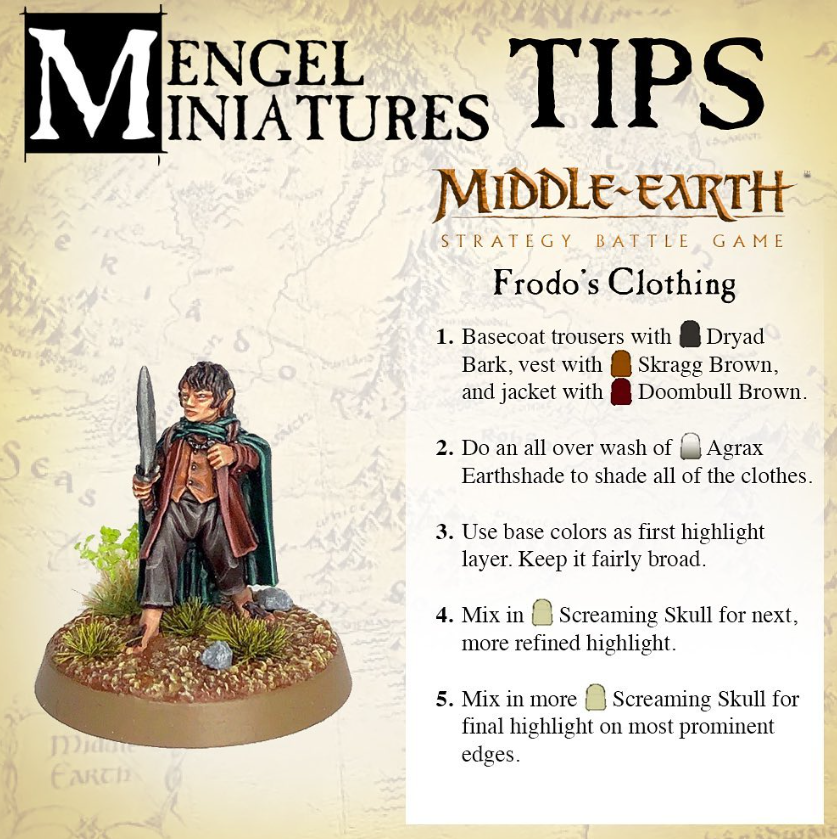 MENGEL
MINIATURES
TIPS
MIDDLE-EARTH
STRATEGY BATTLE GAME
Frodo's Clothing
1. Basecoat trousers with Dryad
Bark, vest with Skragg Brown,
and jacket with Doombull Brown.
2. Do an all over wash of Agrax
Earthshade to shade all of the clothes.
3. Use base colors as first highlight
layer. Keep it fairly broad.
4. Mix in Screaming Skull for next,
more refined highlight.
5. Mix in more Screaming Skull for
final highlight on most prominent
edges.
Seas
Middle
Earth